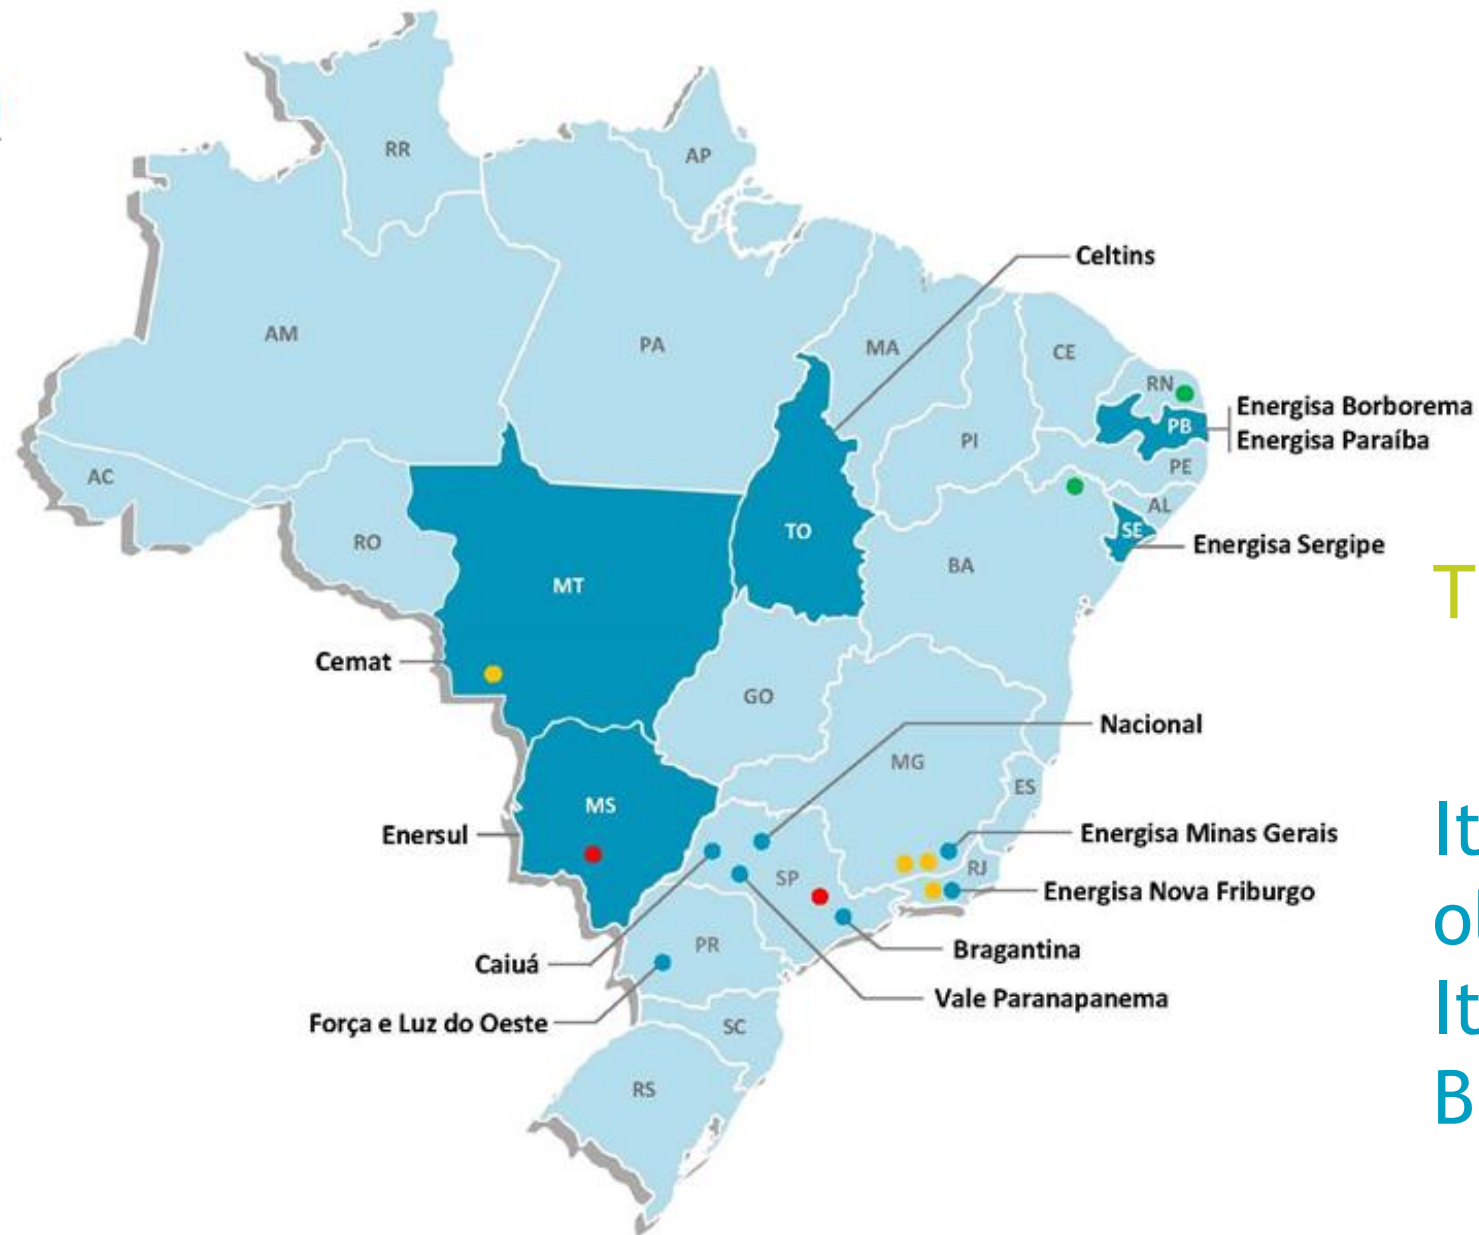 RR
AP
Celtins
AM
PA
MA
CE
RN
Energisa Borborema
PB
Energisa Paraíba
PI
PE
AC
AL
TO
SE
RO
Energisa Sergipe
BA
MT
T
Cemat
GO
Nacional
MG
ES
MS
It
Enersul
Energisa Minas Gerais
RJ
SP
Energisa Nova Friburgo
PR
Bragantina
Caiuá
Vale Paranapanema
It
Força e Luz do Oeste
SC
RS
B